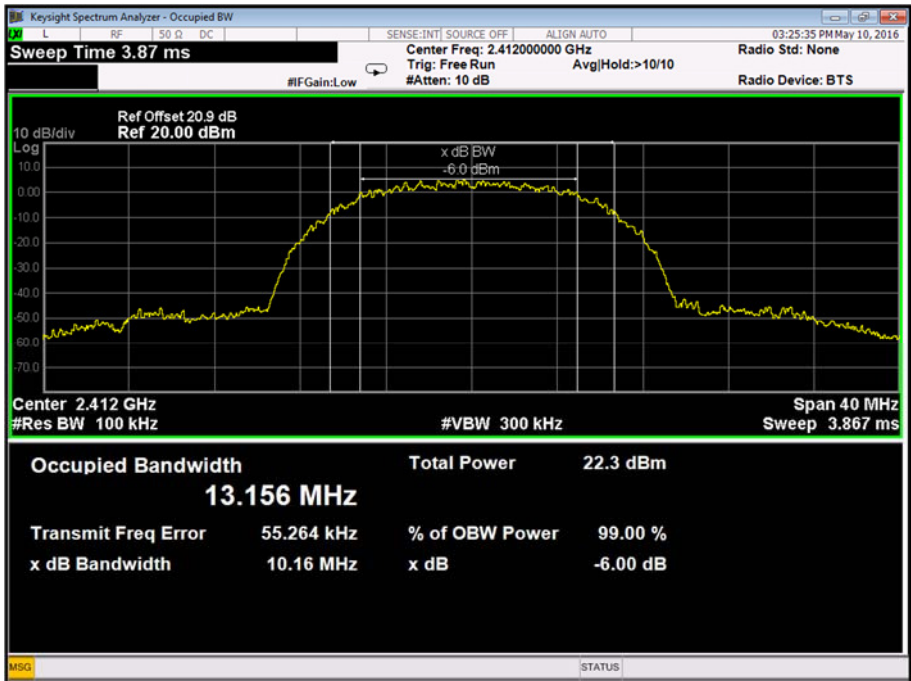 Keysight Spectrum Analyzer - Occupied BW
LXI L RF 50 Ω DC SENSE:INT SOURCE OFF ALIGN AUTO 03:25:35 PM May 10, 2016
Sweep Time 3.87 ms
Center Freq: 2.412000000 GHz
Radio Std: None
Trig: Free Run Avg|Hold:>10/10
#IFGain:Low #Atten: 10 dB Radio Device: BTS
Ref Offset 20.9 dB
10 dB/div Ref 20.00 dBm
Log
x dB BW
10.0
-6.0 dBm
0.00
-10.0
-20.0
-30.0
-40.0
-50.0
-60.0
-70.0
Center 2.412 GHz Span 40 MHz
#Res BW 100 kHz #VBW 300 kHz Sweep 3.867 ms
Occupied Bandwidth Total Power 22.3 dBm
13.156 MHz
Transmit Freq Error 55.264 kHz % of OBW Power 99.00 %
x dB Bandwidth 10.16 MHz x dB -6.00 dB
MSG STATUS